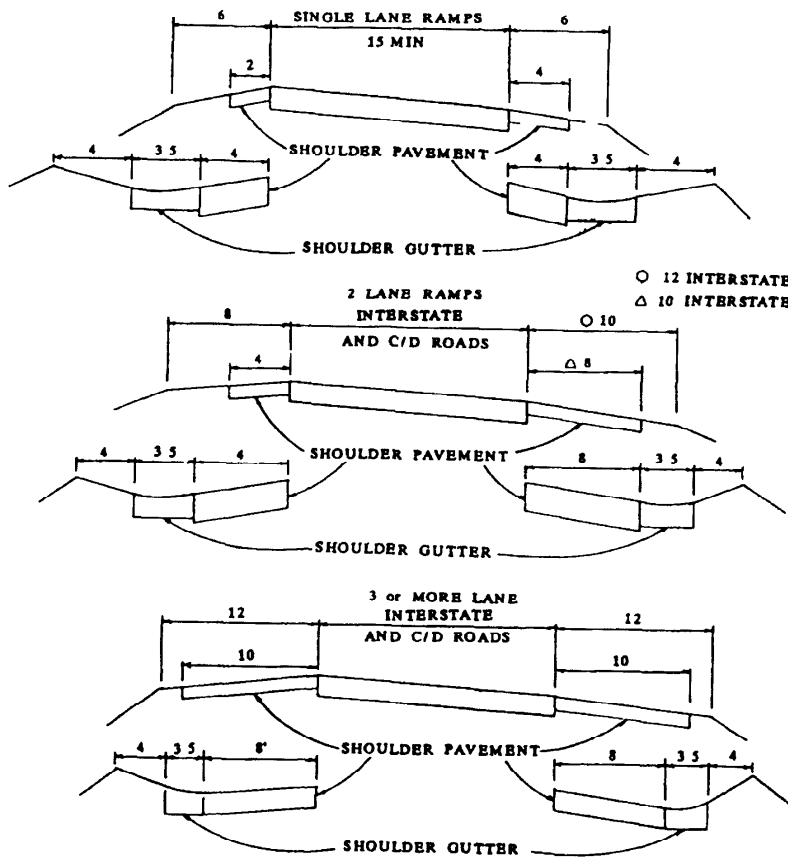 SINGLE LANE RAMPS
6 15 MIN 6
2 4
SHOULDER PAVEMENT
4 3 5 4 4 3 5 4
SHOULDER GUTTER
○ 12 INTERSTATE
△ 10 INTERSTATE
2 LANE RAMPS
INTERSTATE
8 AND C/D ROADS ○ 10
4 △ 8
SHOULDER PAVEMENT
4 3 5 4 8 3 5 4
SHOULDER GUTTER
3 or MORE LANE
INTERSTATE
12 AND C/D ROADS 12
10 10
SHOULDER PAVEMENT
4 3 5 8' 8 3 5 4
SHOULDER GUTTER